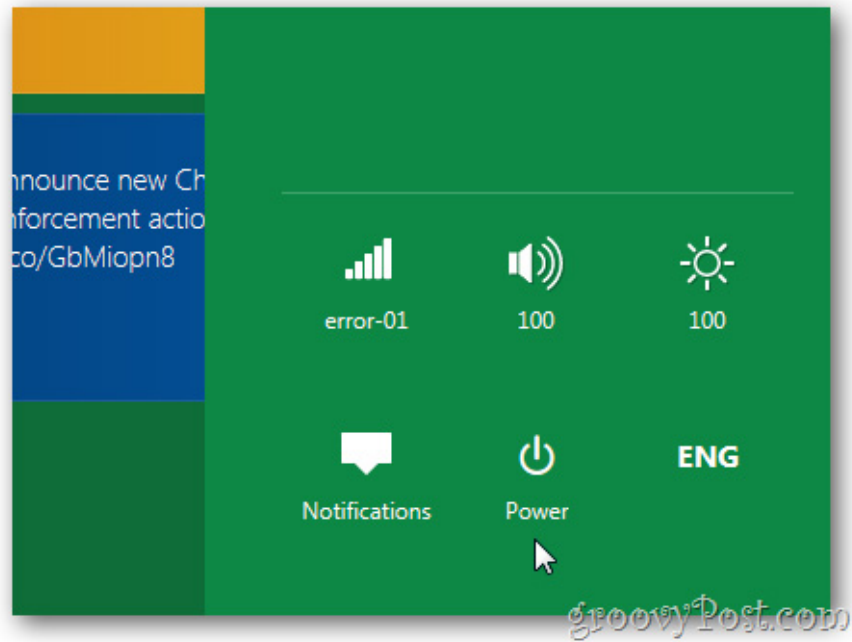 nnounce new Ch
nforcement actio
co/GbMiopn8
error-01
100
100
Notifications
Power
ENG
groovyPost.com